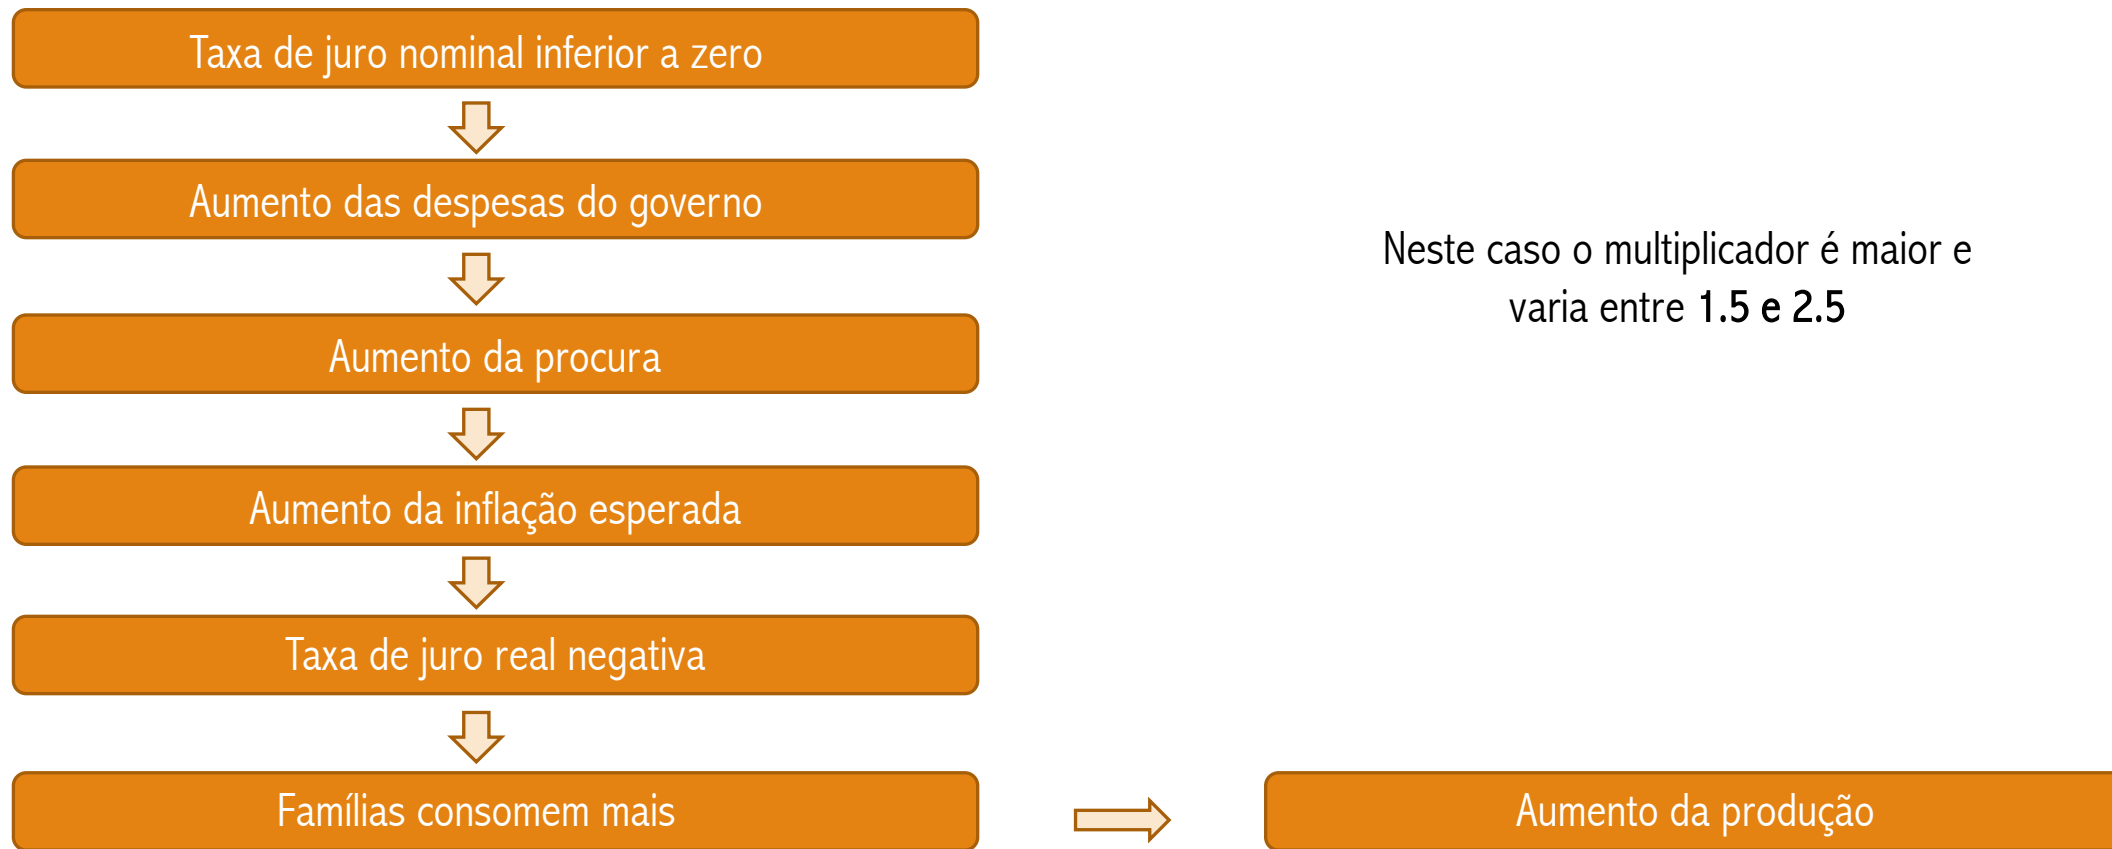 Taxa de juro nominal inferior a zero
Aumento das despesas do governo
Neste caso o multiplicador é maior e
varia entre 1.5 e 2.5
Aumento da procura
Aumento da inflação esperada
Taxa de juro real negativa
Famílias consomem mais
Aumento da produção